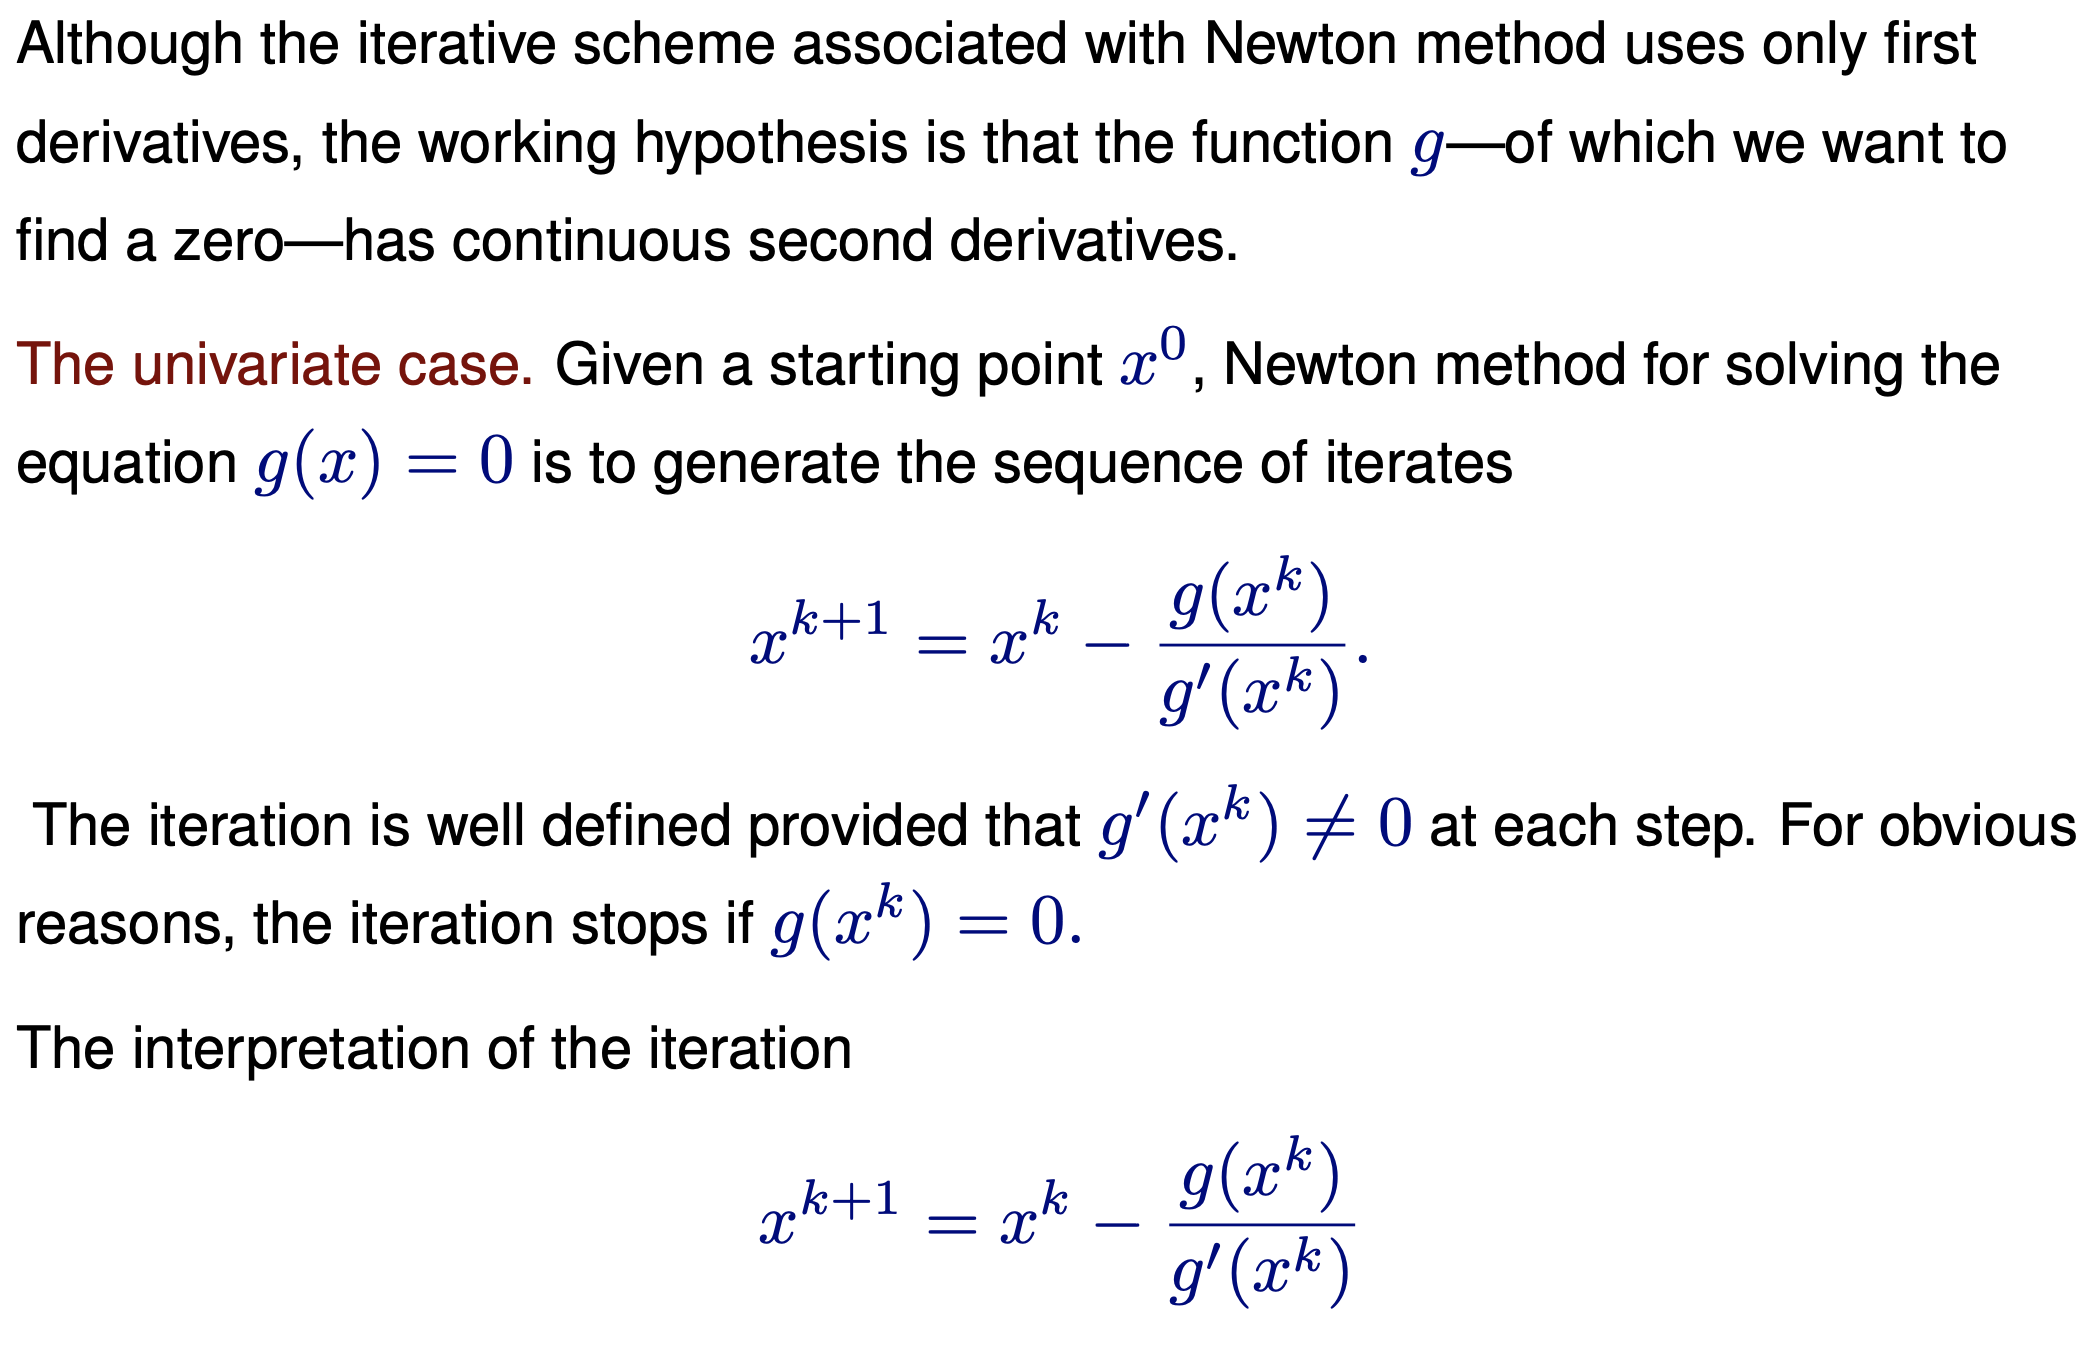 Although the iterative scheme associated with Newton method uses only first
derivatives, the working hypothesis is that the function $g$—of which we want to
find a zero—has continuous second derivatives.
The univariate case. Given a starting point $x^0$, Newton method for solving the
equation $g(x) = 0$ is to generate the sequence of iterates
$x^{k+1} = x^k - \frac{g(x^k)}{g'(x^k)}.$
The iteration is well defined provided that $g'(x^k) \neq 0$ at each step. For obvious
reasons, the iteration stops if $g(x^k) = 0.$
The interpretation of the iteration
$x^{k+1} = x^k - \frac{g(x^k)}{g'(x^k)}$